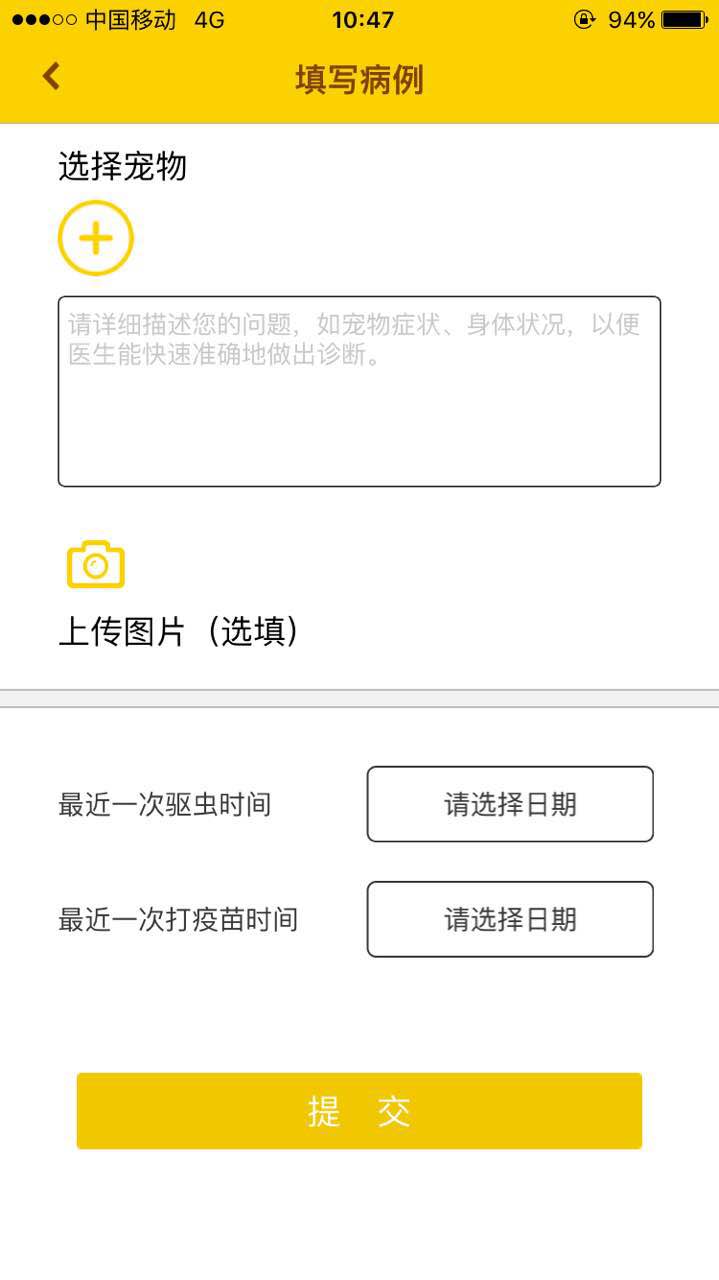 中国移动 4G 10:47 94%
填写病例
选择宠物
请详细描述您的问题，如宠物症状、身体状况，以便
医生能快速准确地做出诊断。
上传图片（选填）
最近一次驱虫时间 请选择日期
最近一次打疫苗时间 请选择日期
提 交